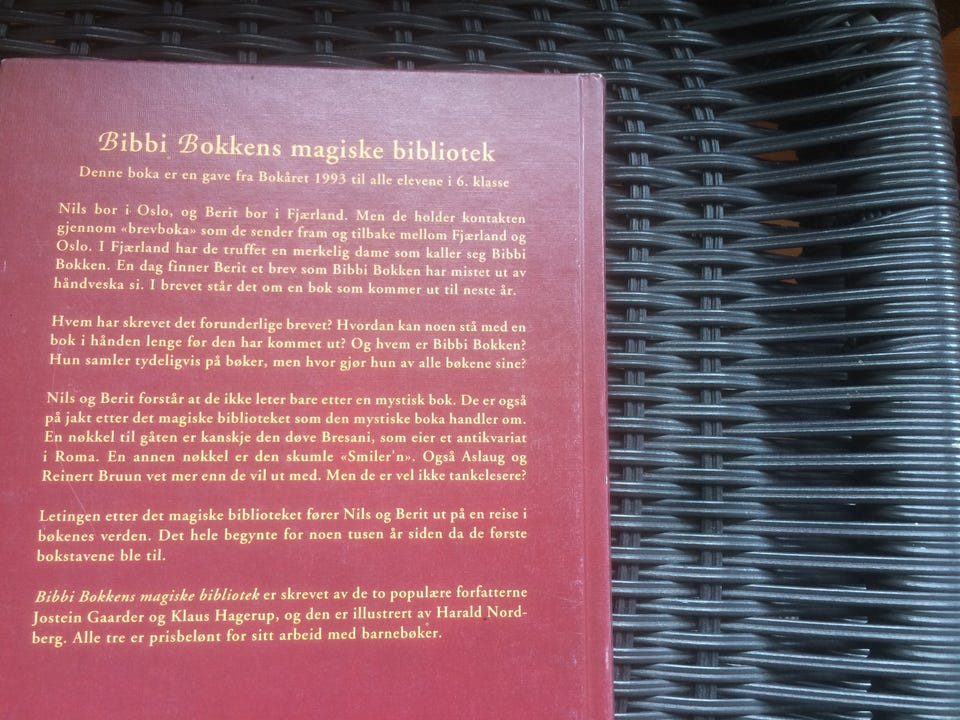 Bibbi Bokkens magiske bibliotek
Denne boka er en gave fra Bokåret 1993 til alle elevene i 6. klasse
Nils bor i Oslo, og Berit bor i Fjærland. Men de holder kontakten
gjennom «brevboka» som de sender fram og tilbake mellom Fjærland og
Oslo. I Fjærland har de truffet en merkelig dame som kaller seg Bibbi
Bokken. En dag finner Berit et brev som Bibbi Bokken har mistet ut av
håndveska si. I brevet står det om en bok som kommer ut til neste år.
Hvem har skrevet det forunderlige brevet? Hvordan kan noen stå med en
bok i hånden lenge før den har kommet ut? Og hvem er Bibbi Bokken?
Hun samler tydeligvis på bøker, men hvor gjør hun av alle bøkene sine?
Nils og Berit forstår at de ikke leter bare etter en mystisk bok. De er også
på jakt etter det magiske biblioteket som den mystiske boka handler om.
En nøkkel til gåten er kanskje den døve Bresani, som eier et antikvariat
i Roma. En annen nøkkel er den skumle «Smiler'n». Også Aslaug og
Reinert Bruun vet mer enn de vil ut med. Men de er vel ikke tankelesere?
Letingen etter det magiske biblioteket fører Nils og Berit ut på en reise i
bøkenes verden. Det hele begynte for noen tusen år siden da de første
bokstavene ble til.
Bibbi Bokkens magiske bibliotek er skrevet av de to populære forfatterne
Jostein Gaarder og Klaus Hagerup, og den er illustrert av Harald Nord-
berg. Alle tre er prisbelønt for sitt arbeid med barnebøker.